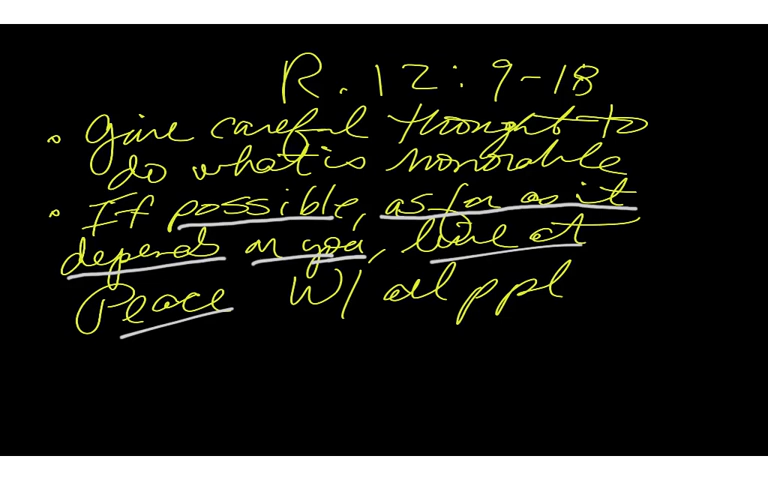 R. 12 : 9-18
• Give careful thought to
do what is honorable
• If possible, as far as it
depends on you, live at
Peace W/ all ppl